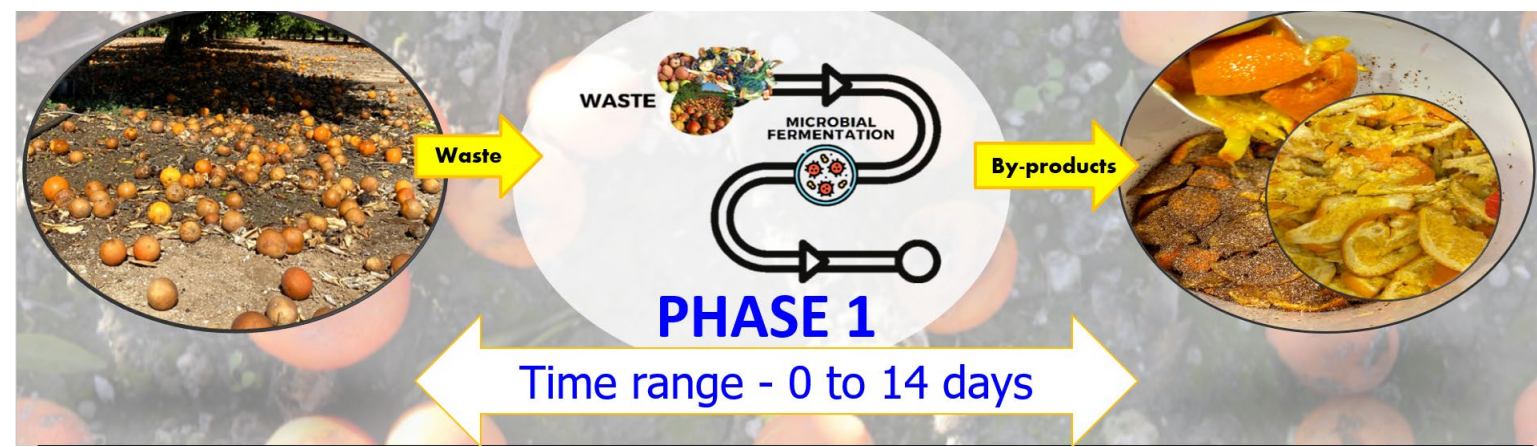 Waste
WASTE
MICROBIAL
FERMENTATION
By-products
PHASE 1
Time range - 0 to 14 days